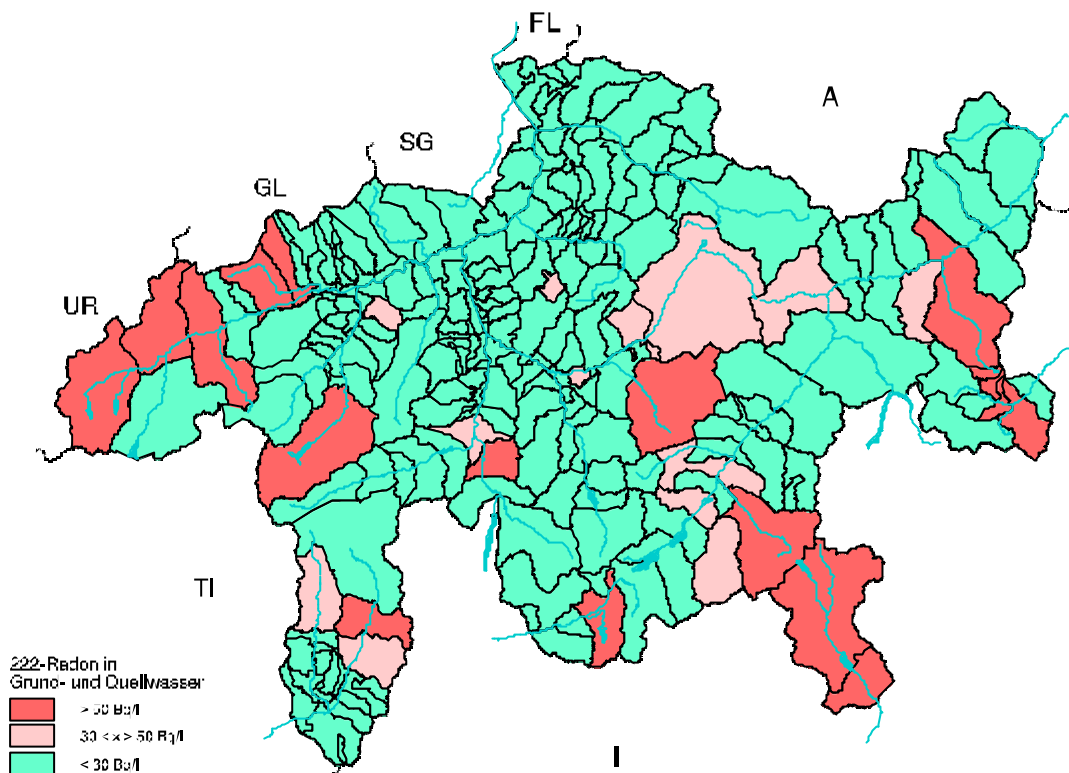 FL
A
SG
GL
UR
TI
I
222-Radon in
Grund- und Quellwasser
> 50 Bq/l
30 < x > 50 Bq/l
< 30 Bq/l